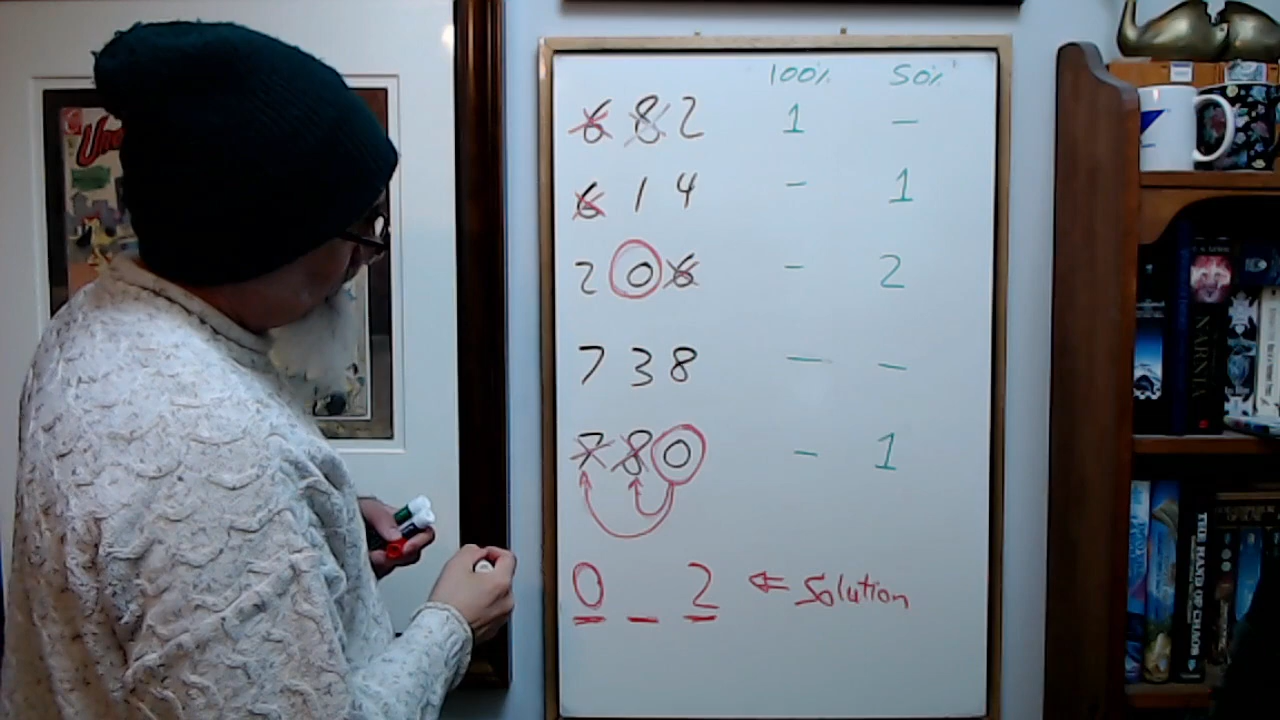 100% 50%
6 8 2 1 -
6 1 4 - 1
2 0 6 - 2
7 3 8 - -
7 8 0 - 1
0 _ 2 ⇐ Solution
NARNIA
THE HAND OF CHAOS